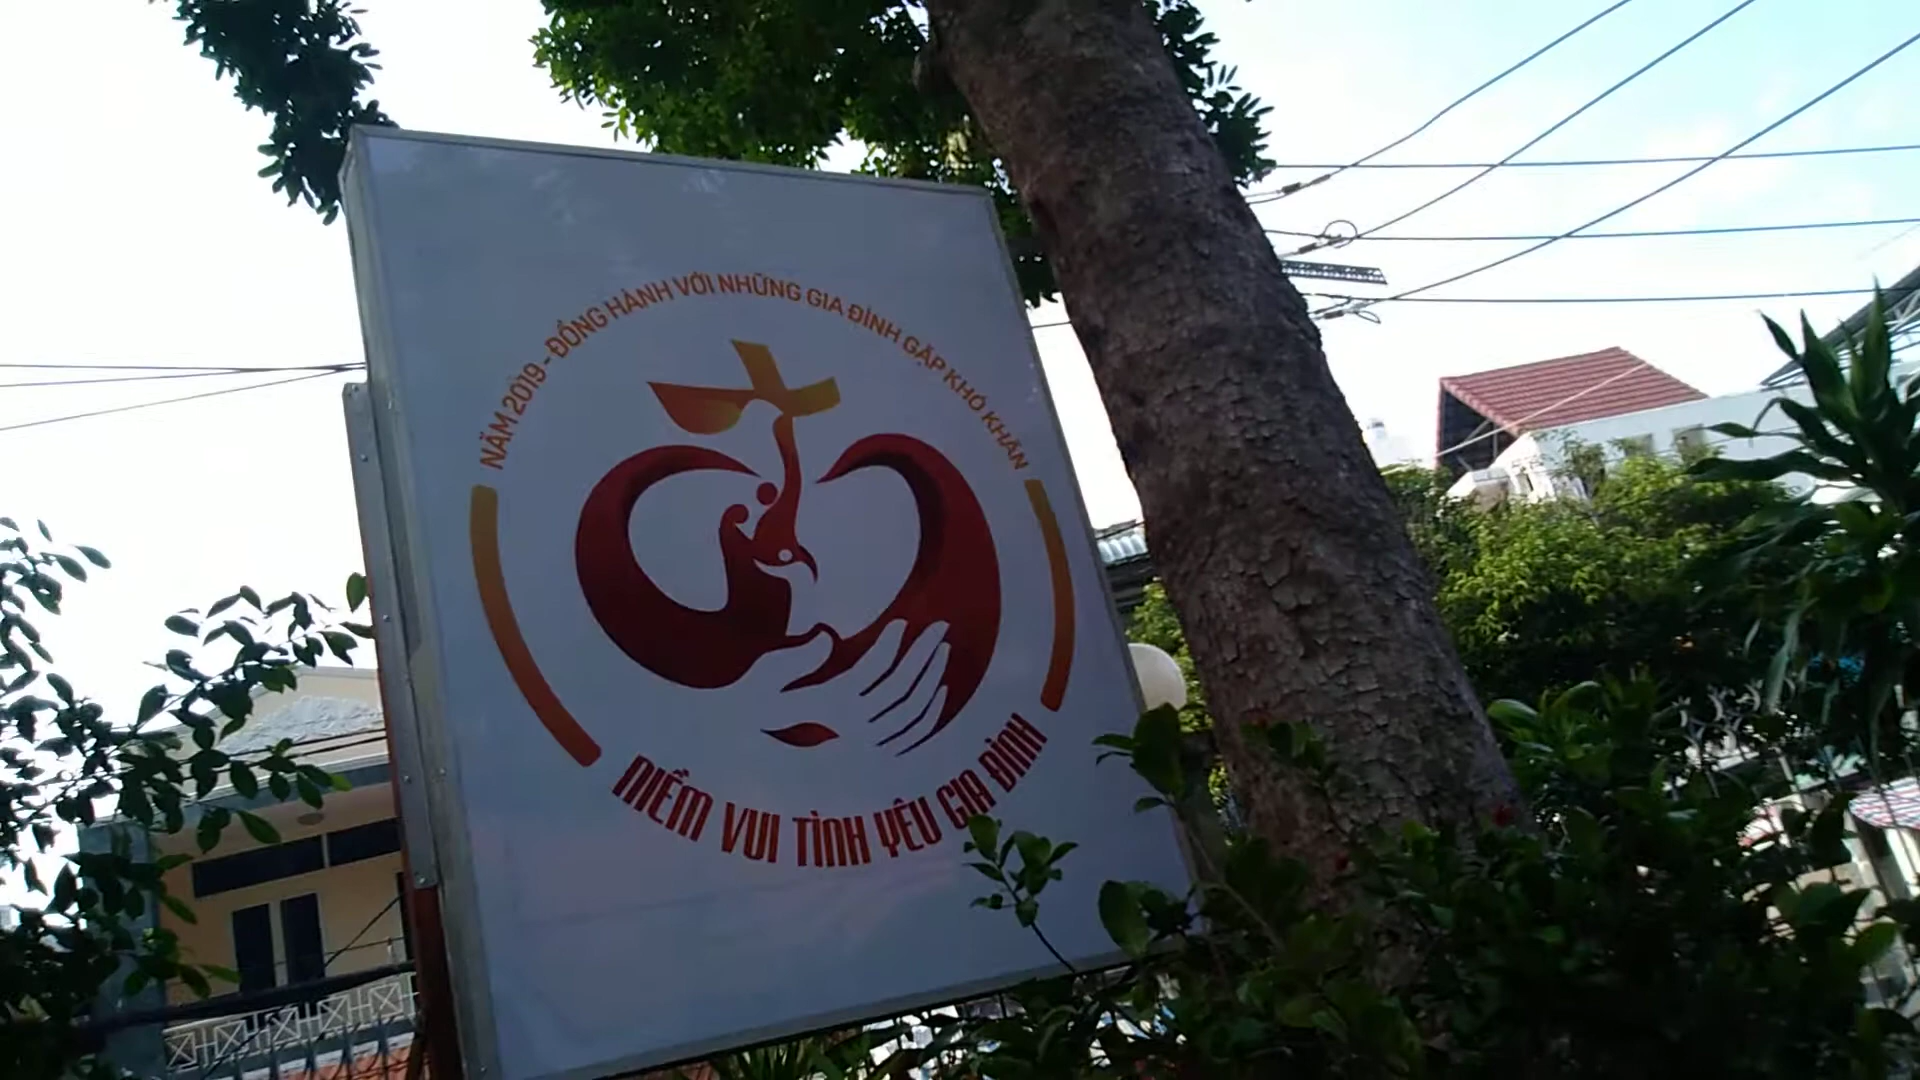 NĂM 2019 - ĐỒNG HÀNH VỚI NHỮNG GIA ĐÌNH GẶP KHÓ KHĂN
NIỀM VUI TÌNH YÊU GIA ĐÌNH